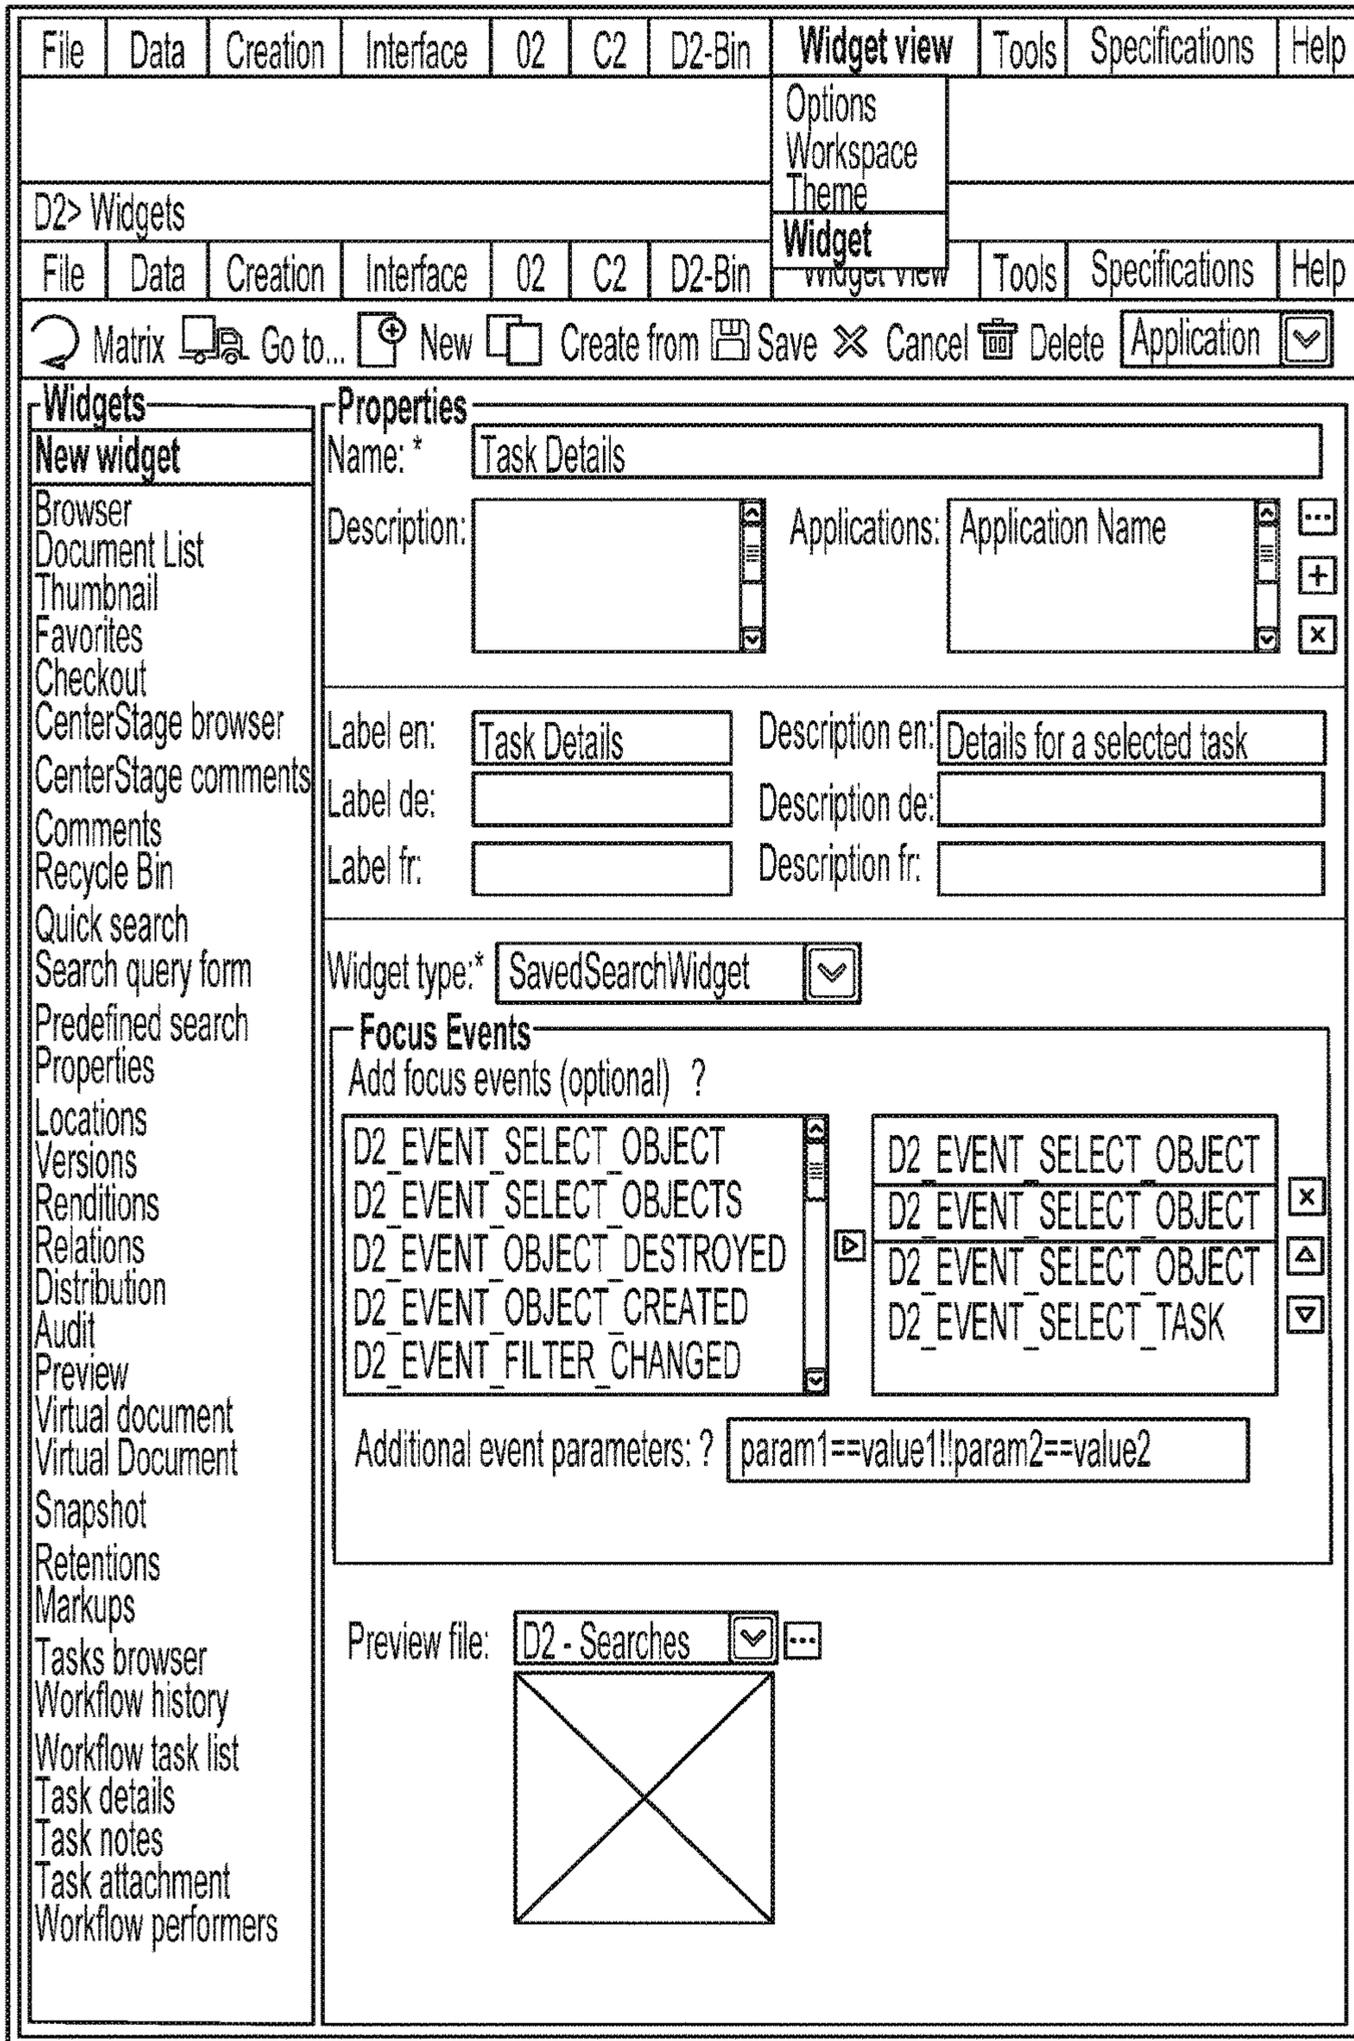 File Data Creation Interface 02 C2 D2-Bin Widget view Tools Specifications Help
Options
Workspace
Theme
Widget
D2> Widgets
File Data Creation Interface 02 C2 D2-Bin Widget view Tools Specifications Help
Matrix Go to... New Create from Save Cancel Delete Application
Widgets
New widget
Browser
Document List
Thumbnail
Favorites
Checkout
CenterStage browser
CenterStage comments
Comments
Recycle Bin
Quick search
Search query form
Predefined search
Properties
Locations
Versions
Renditions
Relations
Distribution
Audit
Preview
Virtual document
Virtual Document
Snapshot
Retentions
Markups
Tasks browser
Workflow history
Workflow task list
Task details
Task notes
Task attachment
Workflow performers
Properties
Name: * Task Details
Description: Applications: Application Name
Label en: Task Details Description en: Details for a selected task
Label de: Description de:
Label fr: Description fr:
Widget type:* SavedSearchWidget
Focus Events
Add focus events (optional) ?
D2_EVENT_SELECT_OBJECT
D2_EVENT_SELECT_OBJECTS
D2_EVENT_OBJECT_DESTROYED
D2_EVENT_OBJECT_CREATED
D2_EVENT_FILTER_CHANGED
D2_EVENT_SELECT_OBJECT
D2_EVENT_SELECT_OBJECT
D2_EVENT_SELECT_OBJECT
D2_EVENT_SELECT_TASK
Additional event parameters: ? param1==value1!!param2==value2
Preview file: D2 - Searches